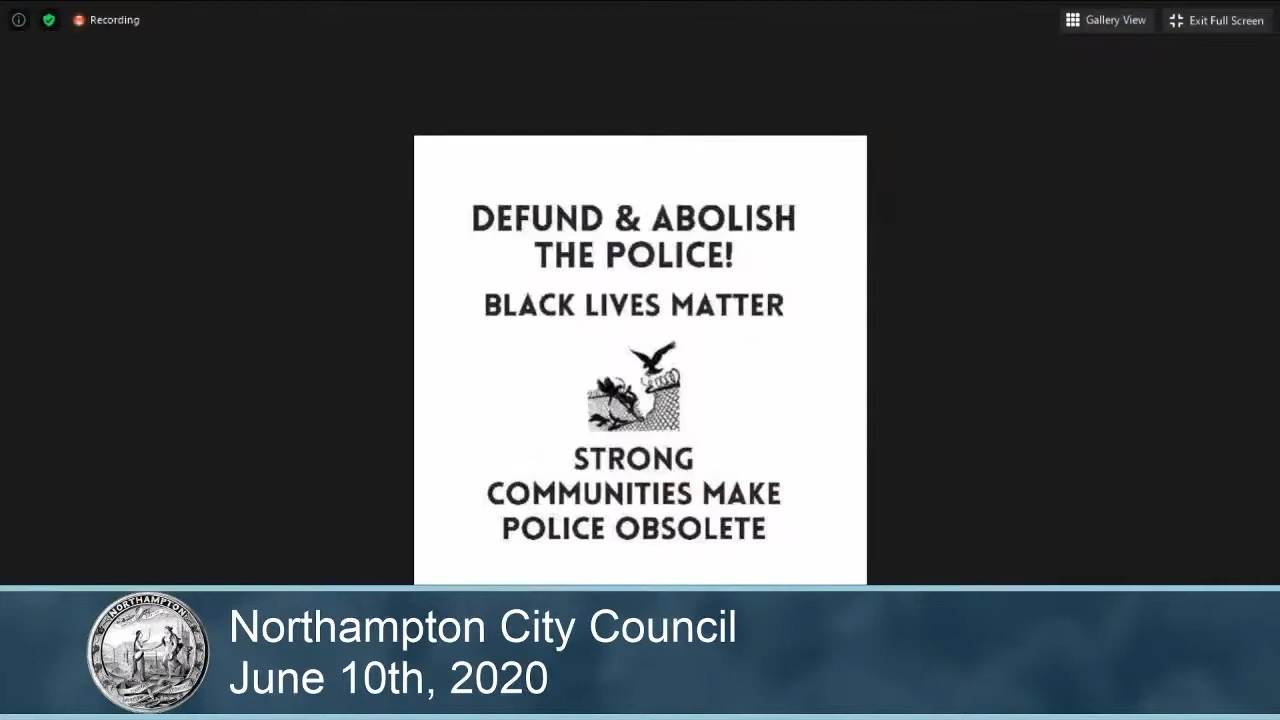 Recording
Gallery View
Exit Full Screen
DEFUND & ABOLISH
THE POLICE!
BLACK LIVES MATTER
STRONG
COMMUNITIES MAKE
POLICE OBSOLETE
NORTHAMPTON
Northampton City Council
June 10th, 2020